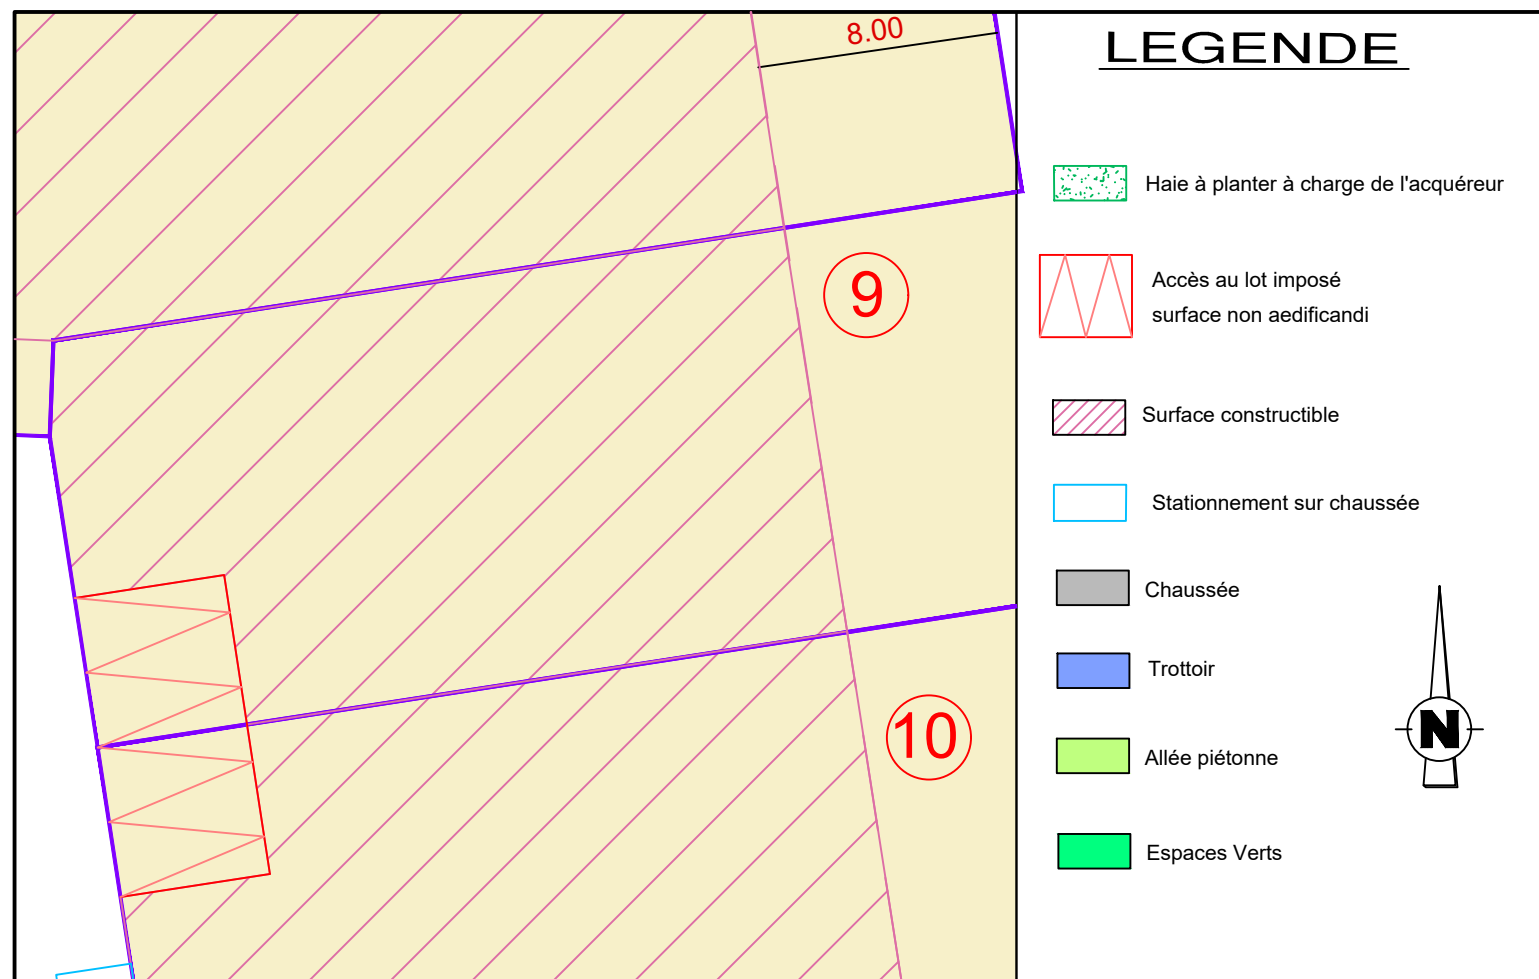 8.00
LEGENDE
Haie à planter à charge de l'acquéreur
9
Accès au lot imposé
surface non aedificandi
Surface constructible
Stationnement sur chaussée
Chaussée
Trottoir
10
N
Allée piétonne
Espaces Verts